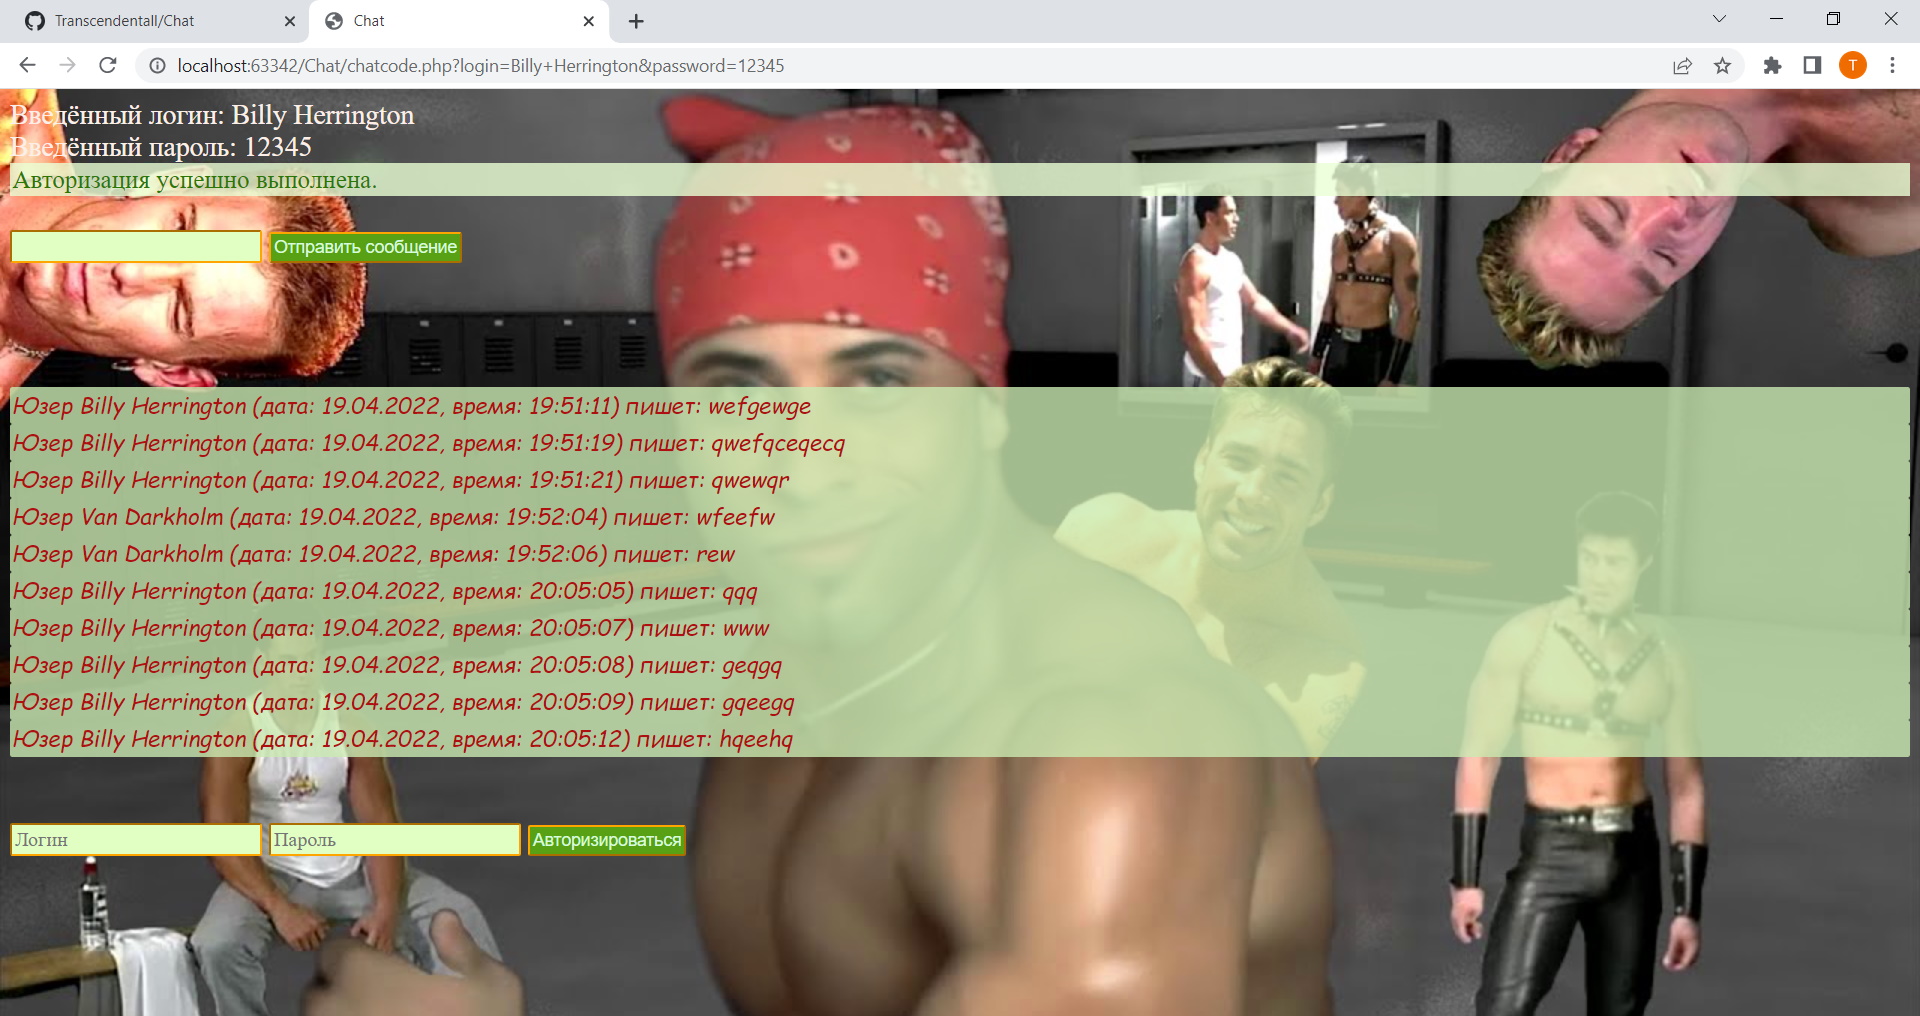 Transcendentall/Chat
Chat
localhost:63342/Chat/chatcode.php?login=Billy+Herrington&password=12345
T
Введённый логин: Billy Herrington
Введённый пароль: 12345
Авторизация успешно выполнена.
Отправить сообщение
Юзер Billy Herrington (дата: 19.04.2022, время: 19:51:11) пишет: wefgewge
Юзер Billy Herrington (дата: 19.04.2022, время: 19:51:19) пишет: qwefqceqecq
Юзер Billy Herrington (дата: 19.04.2022, время: 19:51:21) пишет: qwewqr
Юзер Van Darkholm (дата: 19.04.2022, время: 19:52:04) пишет: wfeefw
Юзер Van Darkholm (дата: 19.04.2022, время: 19:52:06) пишет: rew
Юзер Billy Herrington (дата: 19.04.2022, время: 20:05:05) пишет: qqq
Юзер Billy Herrington (дата: 19.04.2022, время: 20:05:07) пишет: www
Юзер Billy Herrington (дата: 19.04.2022, время: 20:05:08) пишет: geqgq
Юзер Billy Herrington (дата: 19.04.2022, время: 20:05:09) пишет: gqeegq
Юзер Billy Herrington (дата: 19.04.2022, время: 20:05:12) пишет: hqeehq
Логин Пароль Авторизироваться